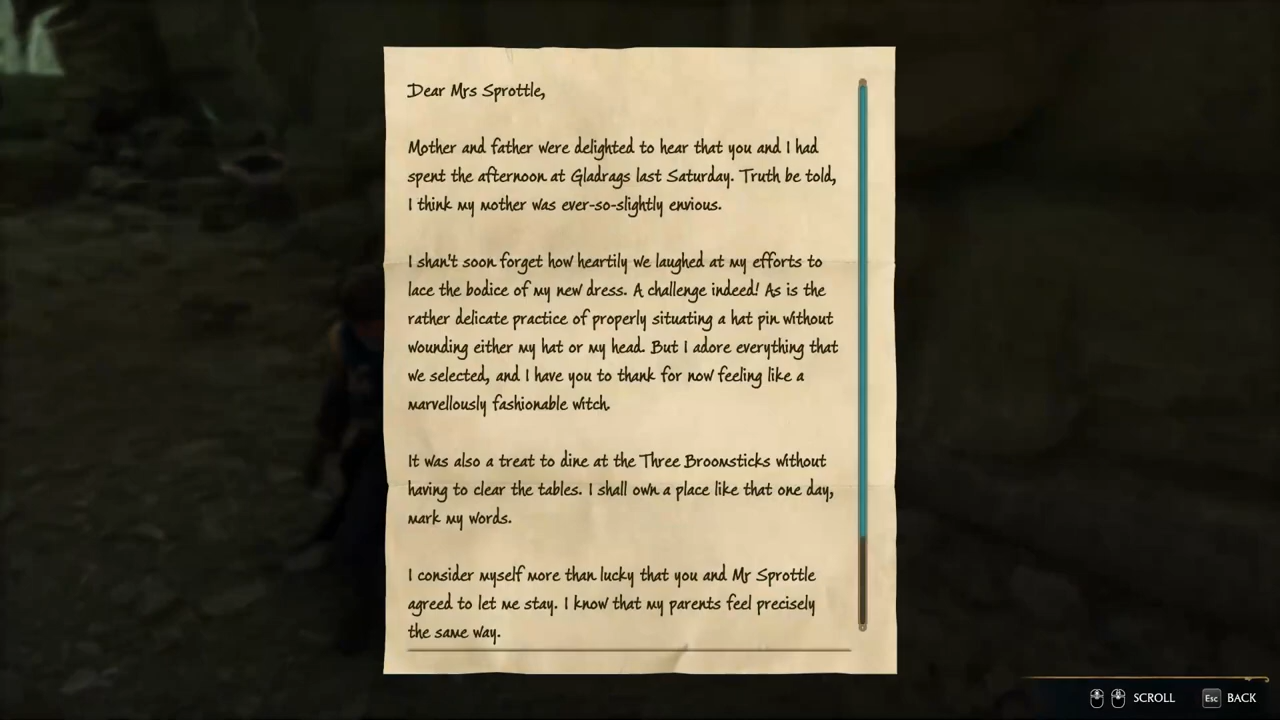 Dear Mrs Sprottle,
Mother and father were delighted to hear that you and I had
spent the afternoon at Gladrags last Saturday. Truth be told,
I think my mother was ever-so-slightly envious.
I shan't soon forget how heartily we laughed at my efforts to
lace the bodice of my new dress. A challenge indeed! As is the
rather delicate practice of properly situating a hat pin without
wounding either my hat or my head. But I adore everything that
we selected, and I have you to thank for now feeling like a
marvellously fashionable witch.
It was also a treat to dine at the Three Broomsticks without
having to clear the tables. I shall own a place like that one day,
mark my words.
I consider myself more than lucky that you and Mr Sprottle
agreed to let me stay. I know that my parents feel precisely
the same way.
SCROLL Esc BACK